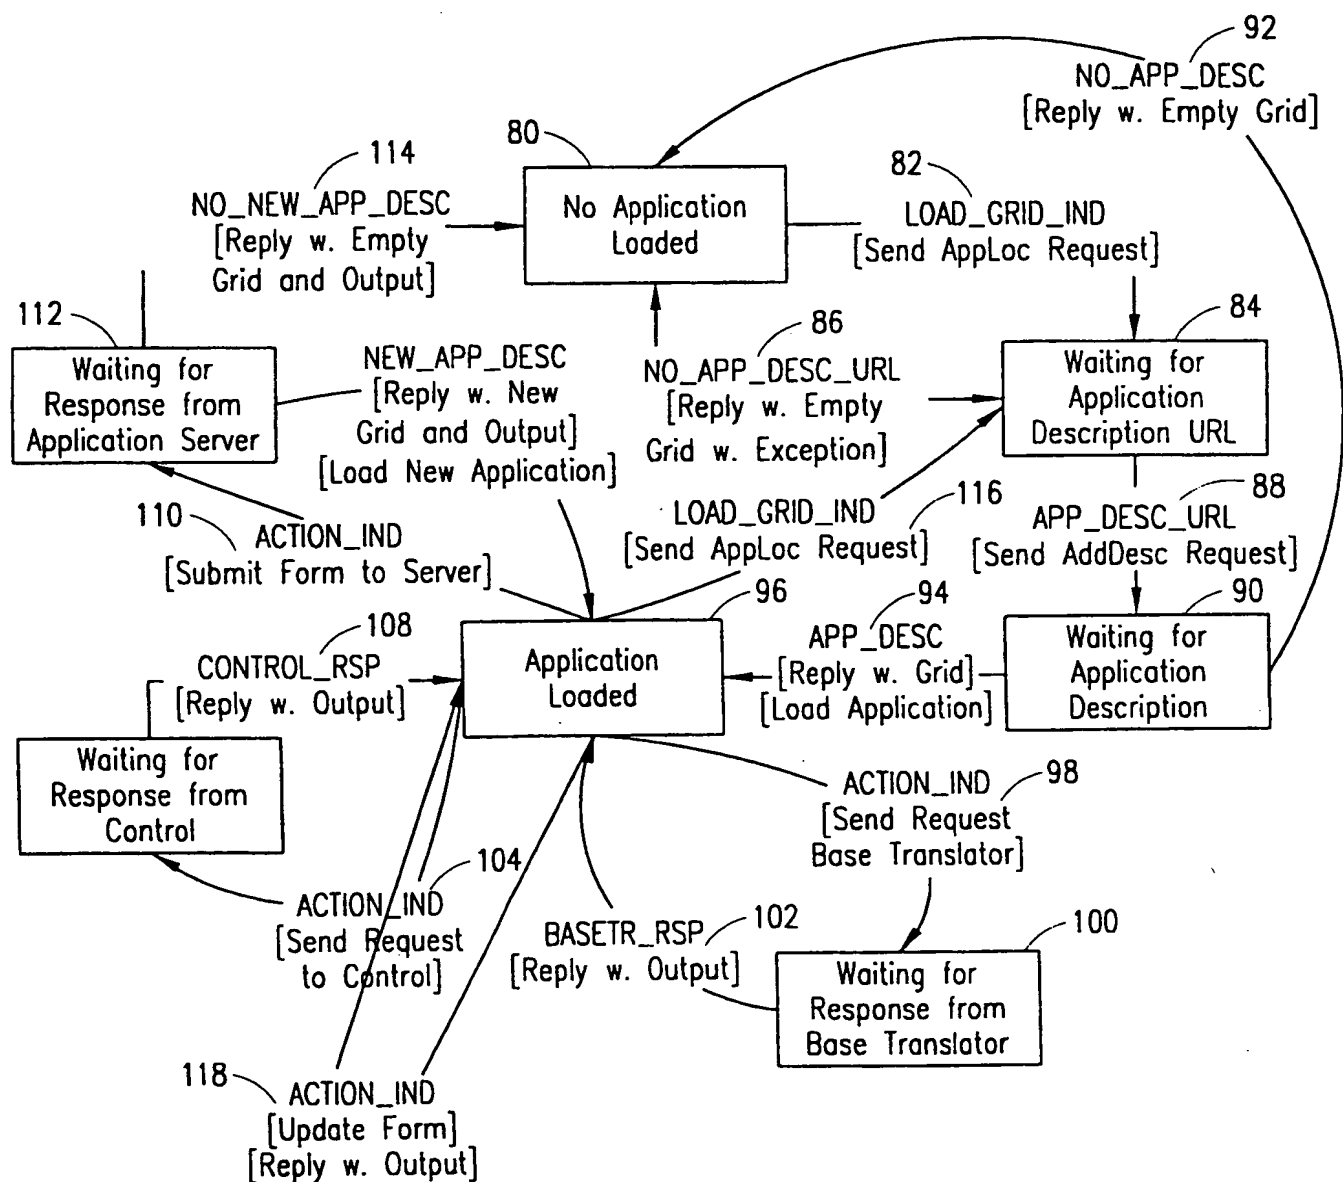 92
NO_APP_DESC
[Reply w. Empty Grid]
80
No Application
Loaded
82
LOAD_GRID_IND
[Send AppLoc Request]
114
NO_NEW_APP_DESC
[Reply w. Empty
Grid and Output]
112
Waiting for
Response from
Application Server
NEW_APP_DESC
[Reply w. New
Grid and Output]
[Load New Application]
86
NO_APP_DESC_URL
[Reply w. Empty
Grid w. Exception]
84
Waiting for
Application
Description URL
110
ACTION_IND
[Submit Form to Server]
LOAD_GRID_IND
[Send AppLoc Request]
116
88
APP_DESC_URL
[Send AddDesc Request]
108
CONTROL_RSP
[Reply w. Output]
96
Application
Loaded
94
APP_DESC
[Reply w. Grid]
[Load Application]
90
Waiting for
Application
Description
Waiting for
Response from
Control
ACTION_IND
[Send Request
Base Translator]
98
104
ACTION_IND
[Send Request
to Control]
BASETR_RSP
[Reply w. Output]
102
100
Waiting for
Response from
Base Translator
118
ACTION_IND
[Update Form]
[Reply w. Output]